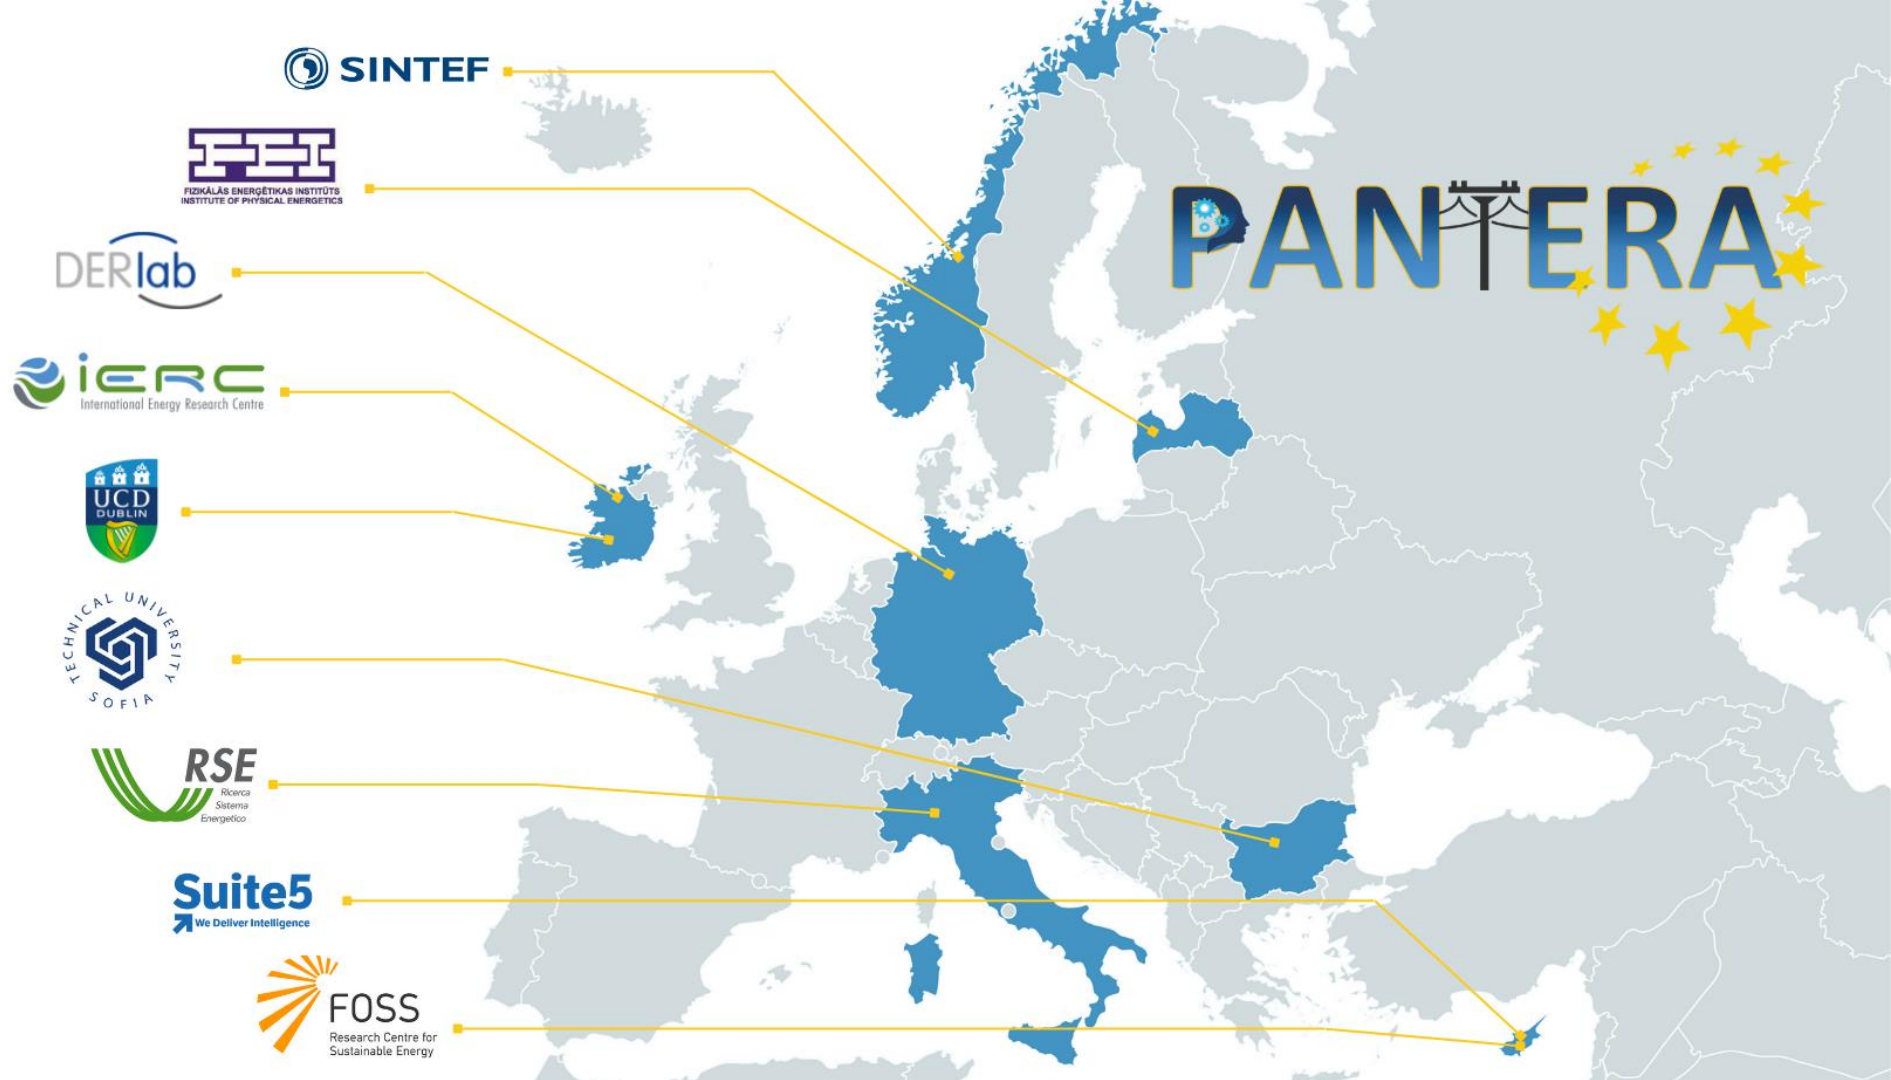 SINTEF
FEI
FIZIKĀLĀS ENERĢĒTIKAS INSTITŪTS
INSTITUTE OF PHYSICAL ENERGETICS
DERlab
iERC
International Energy Research Centre
UCD
DUBLIN
TECHNICAL UNIVERSITY
SOFIA
RSE
Ricerca
Sistema
Energetico
Suite5
We Deliver Intelligence
FOSS
Research Centre for
Sustainable Energy
PANTERA